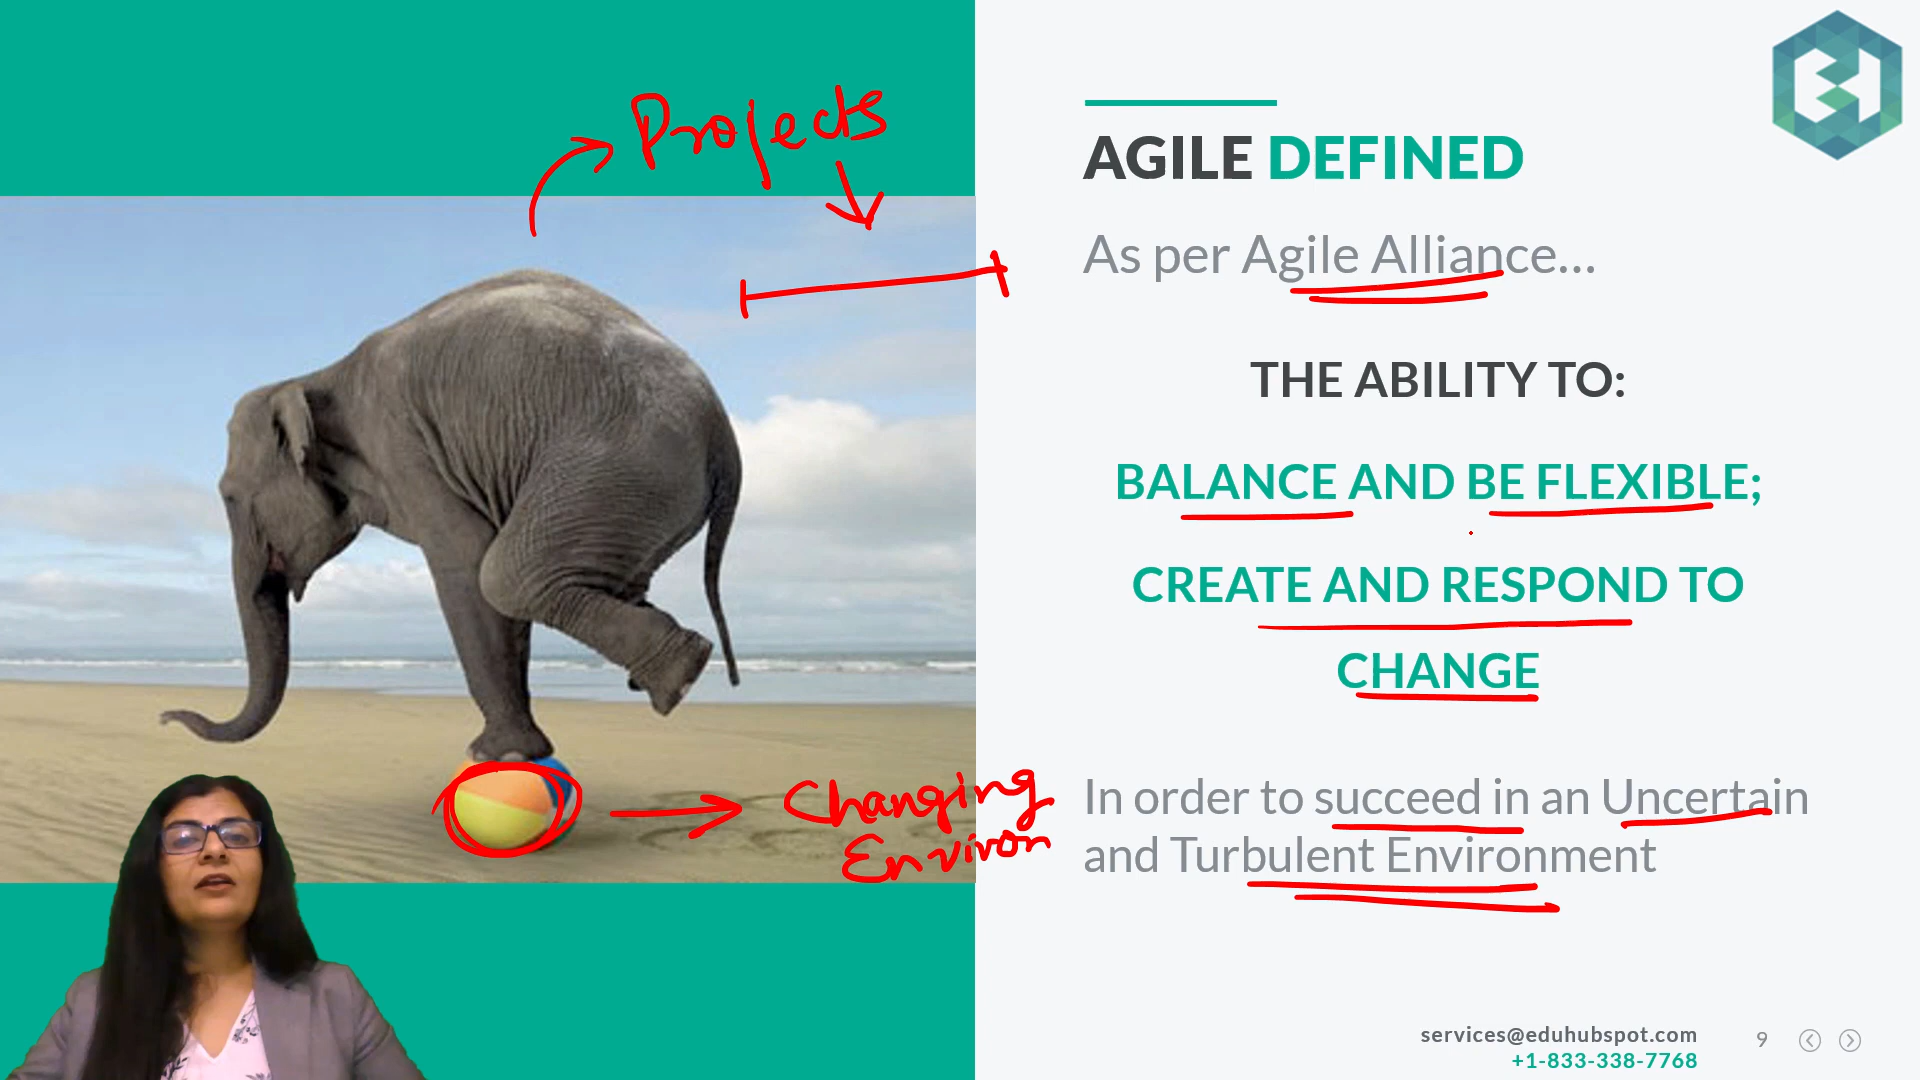 Projects
Changing
Environ
AGILE DEFINED
As per Agile Alliance...
THE ABILITY TO:
BALANCE AND BE FLEXIBLE;
CREATE AND RESPOND TO
CHANGE
In order to succeed in an Uncertain
and Turbulent Environment
services@eduhubspot.com
+1-833-338-7768
9